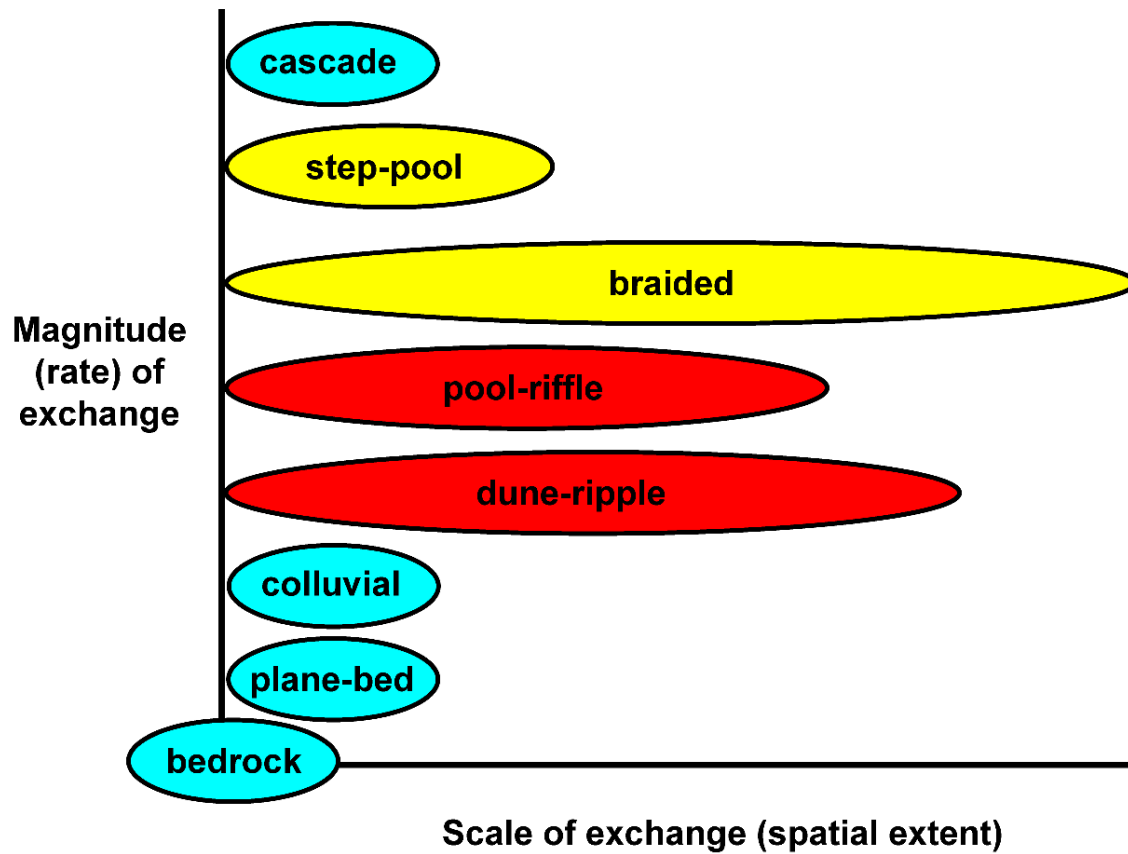 cascade
step-pool
braided
Magnitude
(rate) of
exchange
pool-riffle
dune-ripple
colluvial
plane-bed
bedrock
Scale of exchange (spatial extent)